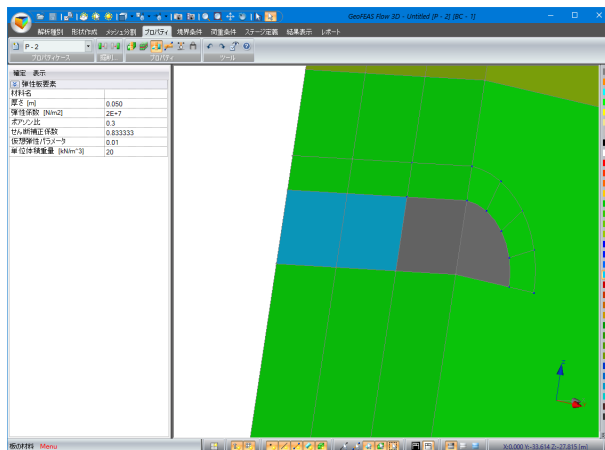 GeoFEAS Flow 3D - Untitled [P - 2] [BC - 1]
解析種別 形状作成 メッシュ分割 プロパティ 境界条件 荷重条件 ステージ定義 結果表示 レポート
P - 2
プロパティケース プロパティ ツール
確定 表示
弾性板要素
材料名
厚さ [m] 0.050
弾性係数 [N/m2] 2E+7
ポアソン比 0.3
せん断補正係数 0.833333
仮想弾性パラメータ 0.01
単位体積重量 [kN/m^3] 20
板の材料 Menu
X:0.000 Y:-33.614 Z:-27.815 [m]